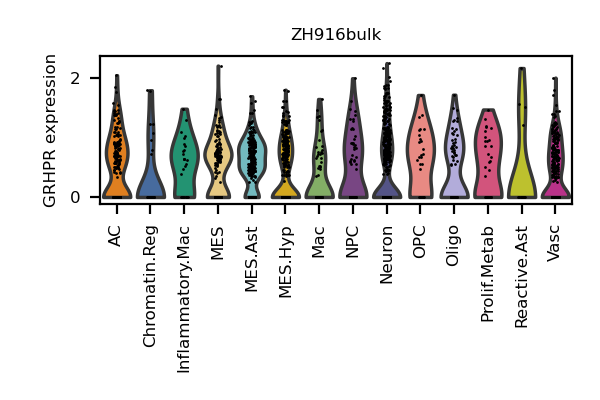 ZH916bulk
GRHPR expression
2
0
AC
Chromatin.Reg
Inflammatory.Mac
MES
MES.Ast
MES.Hyp
Mac
NPC
Neuron
OPC
Oligo
Prolif.Metab
Reactive.Ast
Vasc